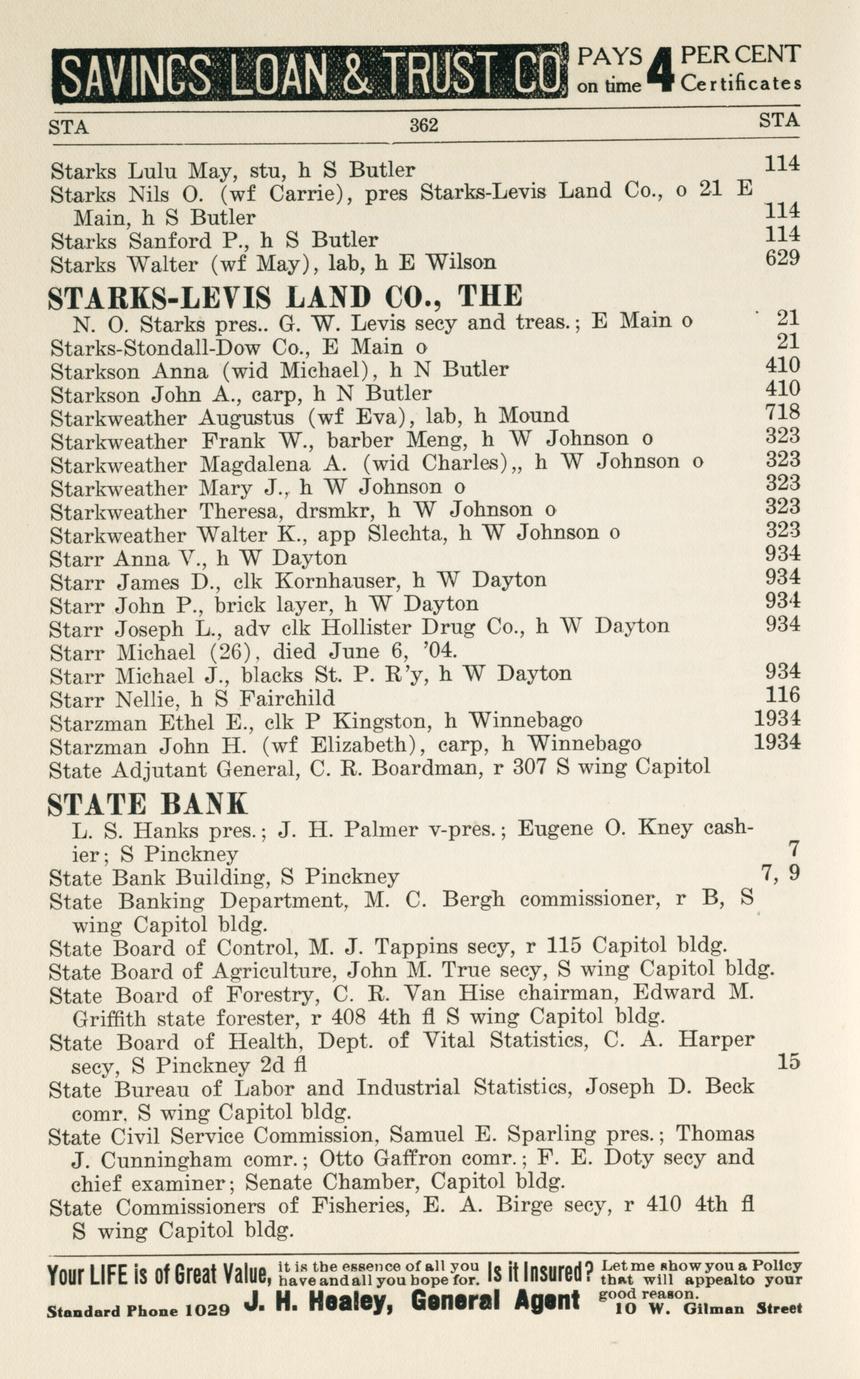 SAVINGS LOAN & TRUST CO PAYS on time 4 PER CENT Certificates
STA 362 STA
Starks Lulu May, stu, h S Butler 114
Starks Nils O. (wf Carrie), pres Starks-Levis Land Co., o 21 E
Main, h S Butler 114
Starks Sanford P., h S Butler 114
Starks Walter (wf May), lab, h E Wilson 629
STARKS-LEVIS LAND CO., THE
N. O. Starks pres.. G. W. Levis secy and treas.; E Main o 21
Starks-Stondall-Dow Co., E Main o 21
Starkson Anna (wid Michael), h N Butler 410
Starkson John A., carp, h N Butler 410
Starkweather Augustus (wf Eva), lab, h Mound 718
Starkweather Frank W., barber Meng, h W Johnson o 323
Starkweather Magdalena A. (wid Charles),, h W Johnson o 323
Starkweather Mary J., h W Johnson o 323
Starkweather Theresa, drsmkr, h W Johnson o 323
Starkweather Walter K., app Slechta, h W Johnson o 323
Starr Anna V., h W Dayton 934
Starr James D., clk Kornhauser, h W Dayton 934
Starr John P., brick layer, h W Dayton 934
Starr Joseph L., adv clk Hollister Drug Co., h W Dayton 934
Starr Michael (26), died June 6, '04.
Starr Michael J., blacks St. P. R'y, h W Dayton 934
Starr Nellie, h S Fairchild 116
Starzman Ethel E., clk P Kingston, h Winnebago 1934
Starzman John H. (wf Elizabeth), carp, h Winnebago 1934
State Adjutant General, C. R. Boardman, r 307 S wing Capitol
STATE BANK
L. S. Hanks pres.; J. H. Palmer v-pres.; Eugene O. Kney cash-
ier; S Pinckney 7
State Bank Building, S Pinckney 7, 9
State Banking Department, M. C. Bergh commissioner, r B, S
wing Capitol bldg.
State Board of Control, M. J. Tappins secy, r 115 Capitol bldg.
State Board of Agriculture, John M. True secy, S wing Capitol bldg.
State Board of Forestry, C. R. Van Hise chairman, Edward M.
Griffith state forester, r 408 4th fl S wing Capitol bldg.
State Board of Health, Dept. of Vital Statistics, C. A. Harper
secy, S Pinckney 2d fl 15
State Bureau of Labor and Industrial Statistics, Joseph D. Beck
comr, S wing Capitol bldg.
State Civil Service Commission, Samuel E. Sparling pres.; Thomas
J. Cunningham comr.; Otto Gaffron comr.; F. E. Doty secy and
chief examiner; Senate Chamber, Capitol bldg.
State Commissioners of Fisheries, E. A. Birge secy, r 410 4th fl
S wing Capitol bldg.
Your LIFE is of Great Value, it is the essence of all you have and all you hope for. Is it Insured? Let me show you a Policy that will appeal to your
Standard Phone 1029 J. H. Healey, General Agent good reason. 10 W. Gilman Street